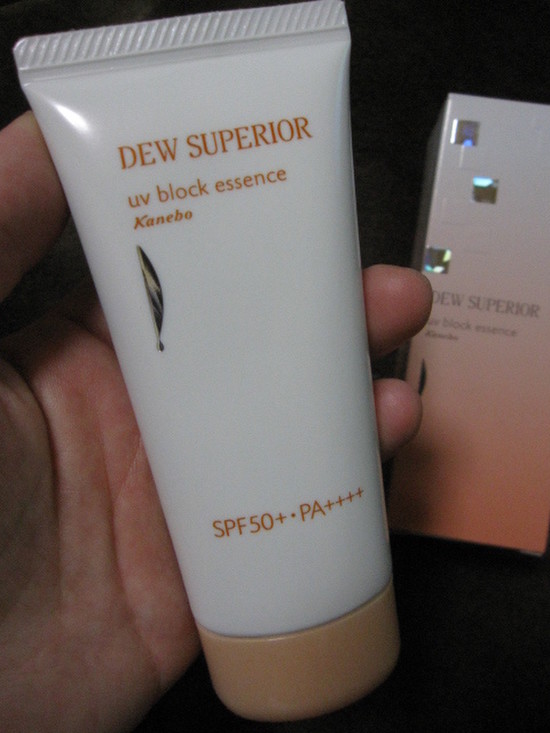 DEW SUPERIOR
uv block essence
Kanebo
SPF50+・PA++++
DEW SUPERIOR
uv block essence
Kanebo